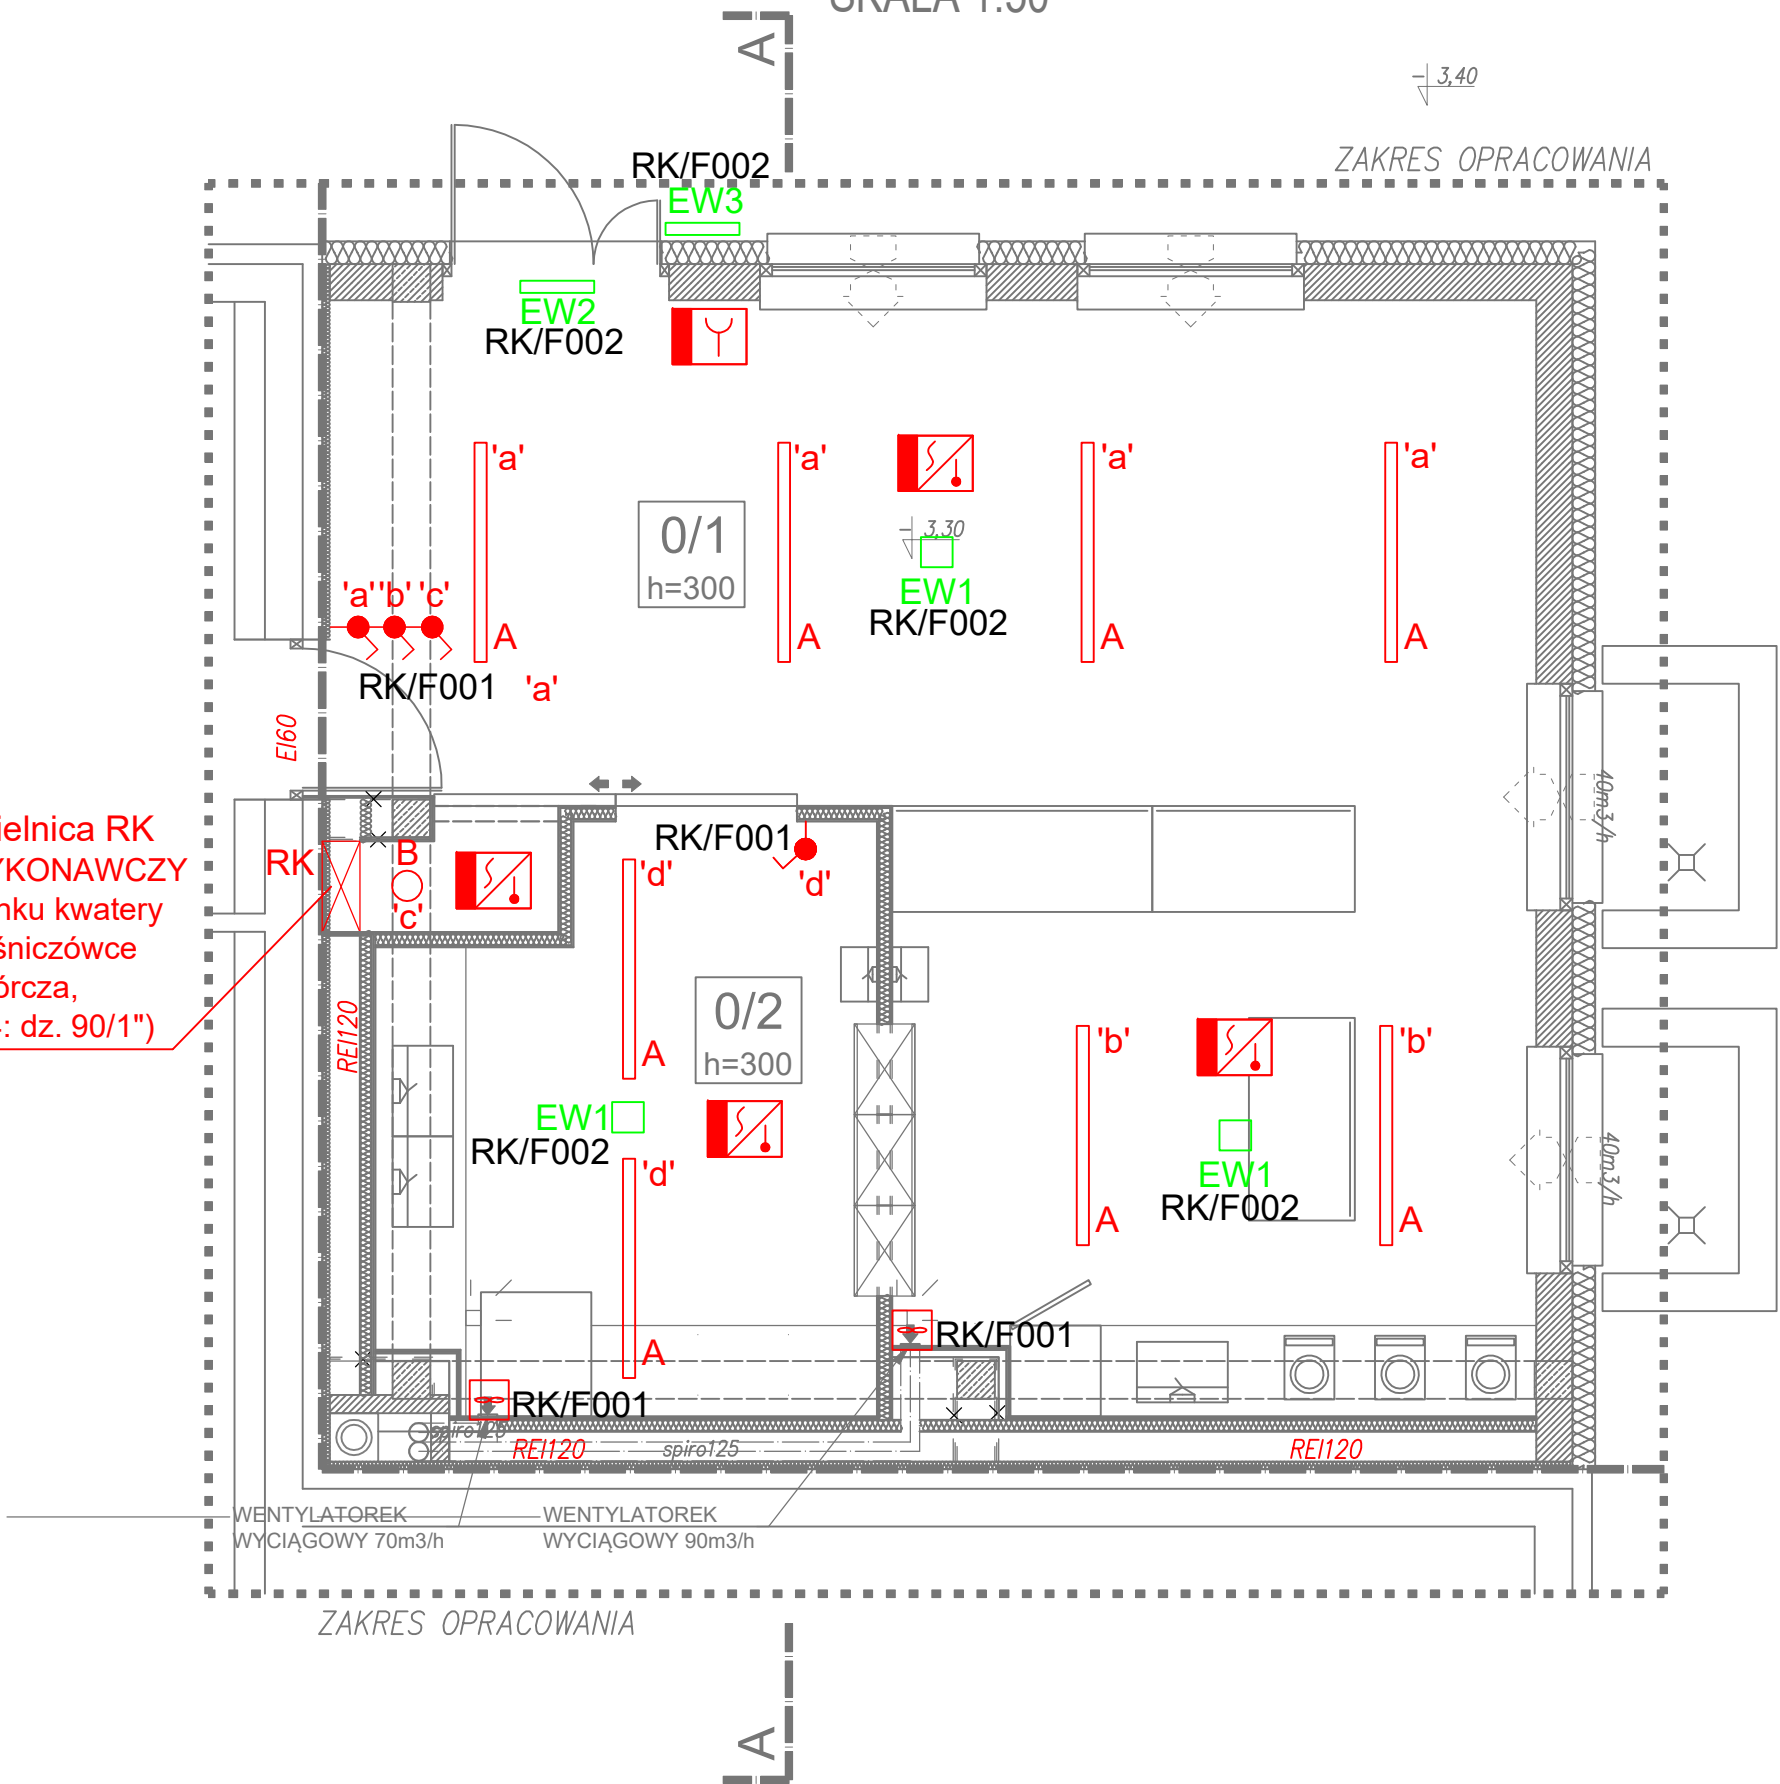 SKALA 1:50
A
- 3,40
ZAKRES OPRACOWANIA
RK/F002
EW3
EW2
RK/F002
'a'
'a'
'a'
'a'
0/1
h=300
- 3,30
EW1
RK/F002
'a' 'b' 'c'
A
A
A
A
RK/F001
'a'
EI60
40m3/h
ielnica RK
YKONAWCZY
nku kwatery
śniczówce
órcza,
: dz. 90/1")
RK
B
'c'
RK/F001
'd'
'd'
REI120
0/2
h=300
A
'b'
'b'
EW1
RK/F002
'd'
EW1
RK/F002
40m3/h
A
A
A
RK/F001
RK/F001
spiro125
REI120
spiro125
REI120
WENTYLATOREK
WYCIĄGOWY 70m3/h
WENTYLATOREK
WYCIĄGOWY 90m3/h
ZAKRES OPRACOWANIA
A